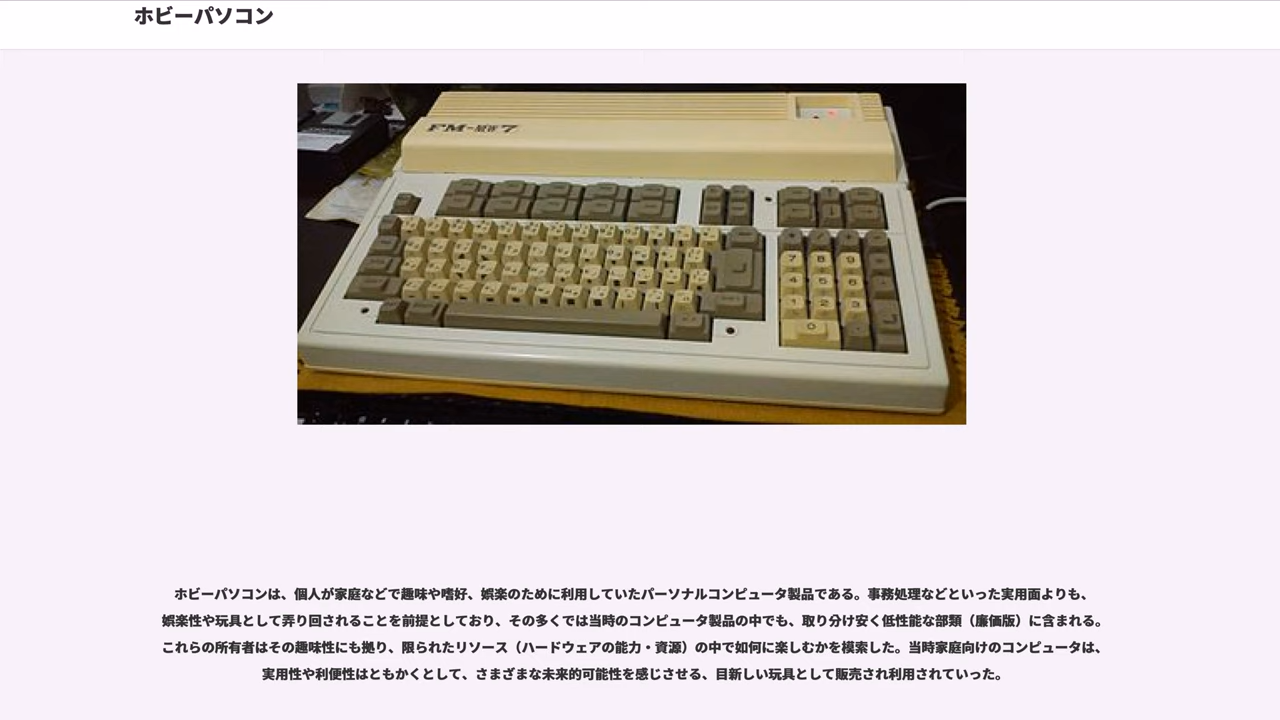 ホビーパソコン
FM-NEW 7
7 8 9
4 5 6
1 2 3
0
ホビーパソコンは、個人が家庭などで趣味や嗜好、娯楽のために利用していたパーソナルコンピュータ製品である。事務処理などといった実用面よりも、
娯楽性や玩具として弄り回されることを前提としており、その多くでは当時のコンピュータ製品の中でも、取り分け安く低性能な部類（廉価版）に含まれる。
これらの所有者はその趣味性にも拠り、限られたリソース（ハードウェアの能力・資源）の中で如何に楽しむかを模索した。当時家庭向けのコンピュータは、
実用性や利便性はともかくとして、さまざまな未来的可能性を感じさせる、目新しい玩具として販売され利用されていった。